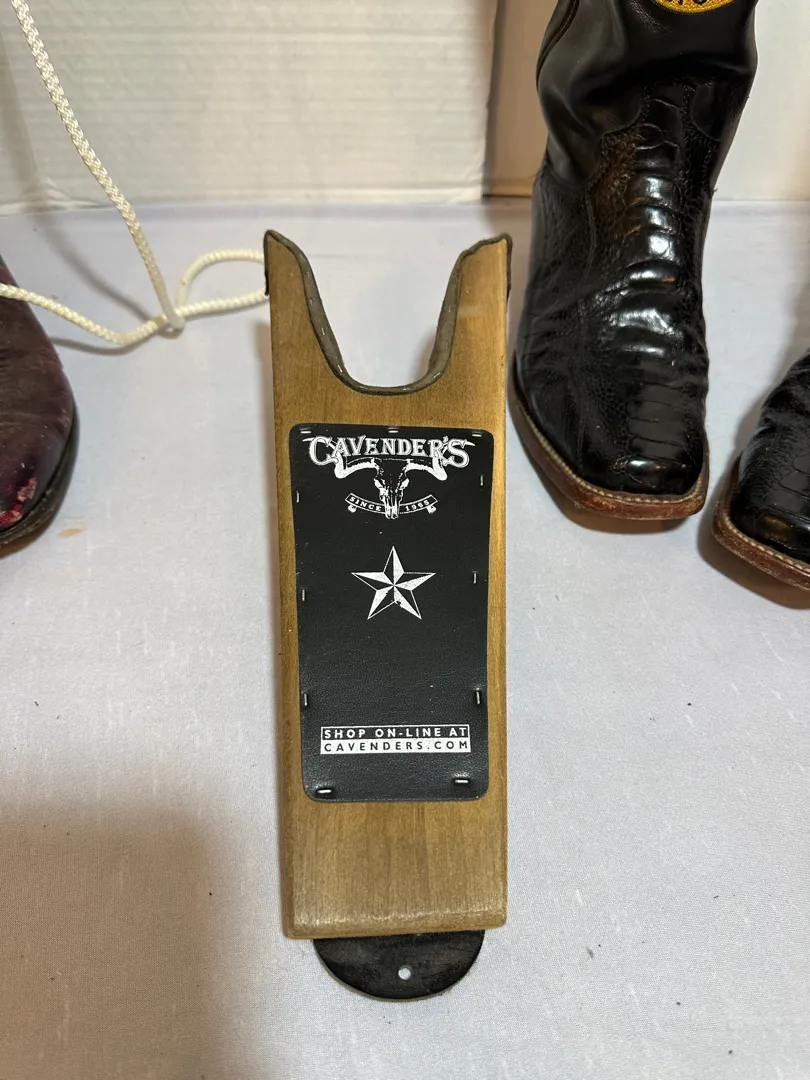 CAVENDER'S
SINCE 1965
SHOP ON-LINE AT
CAVENDERS.COM